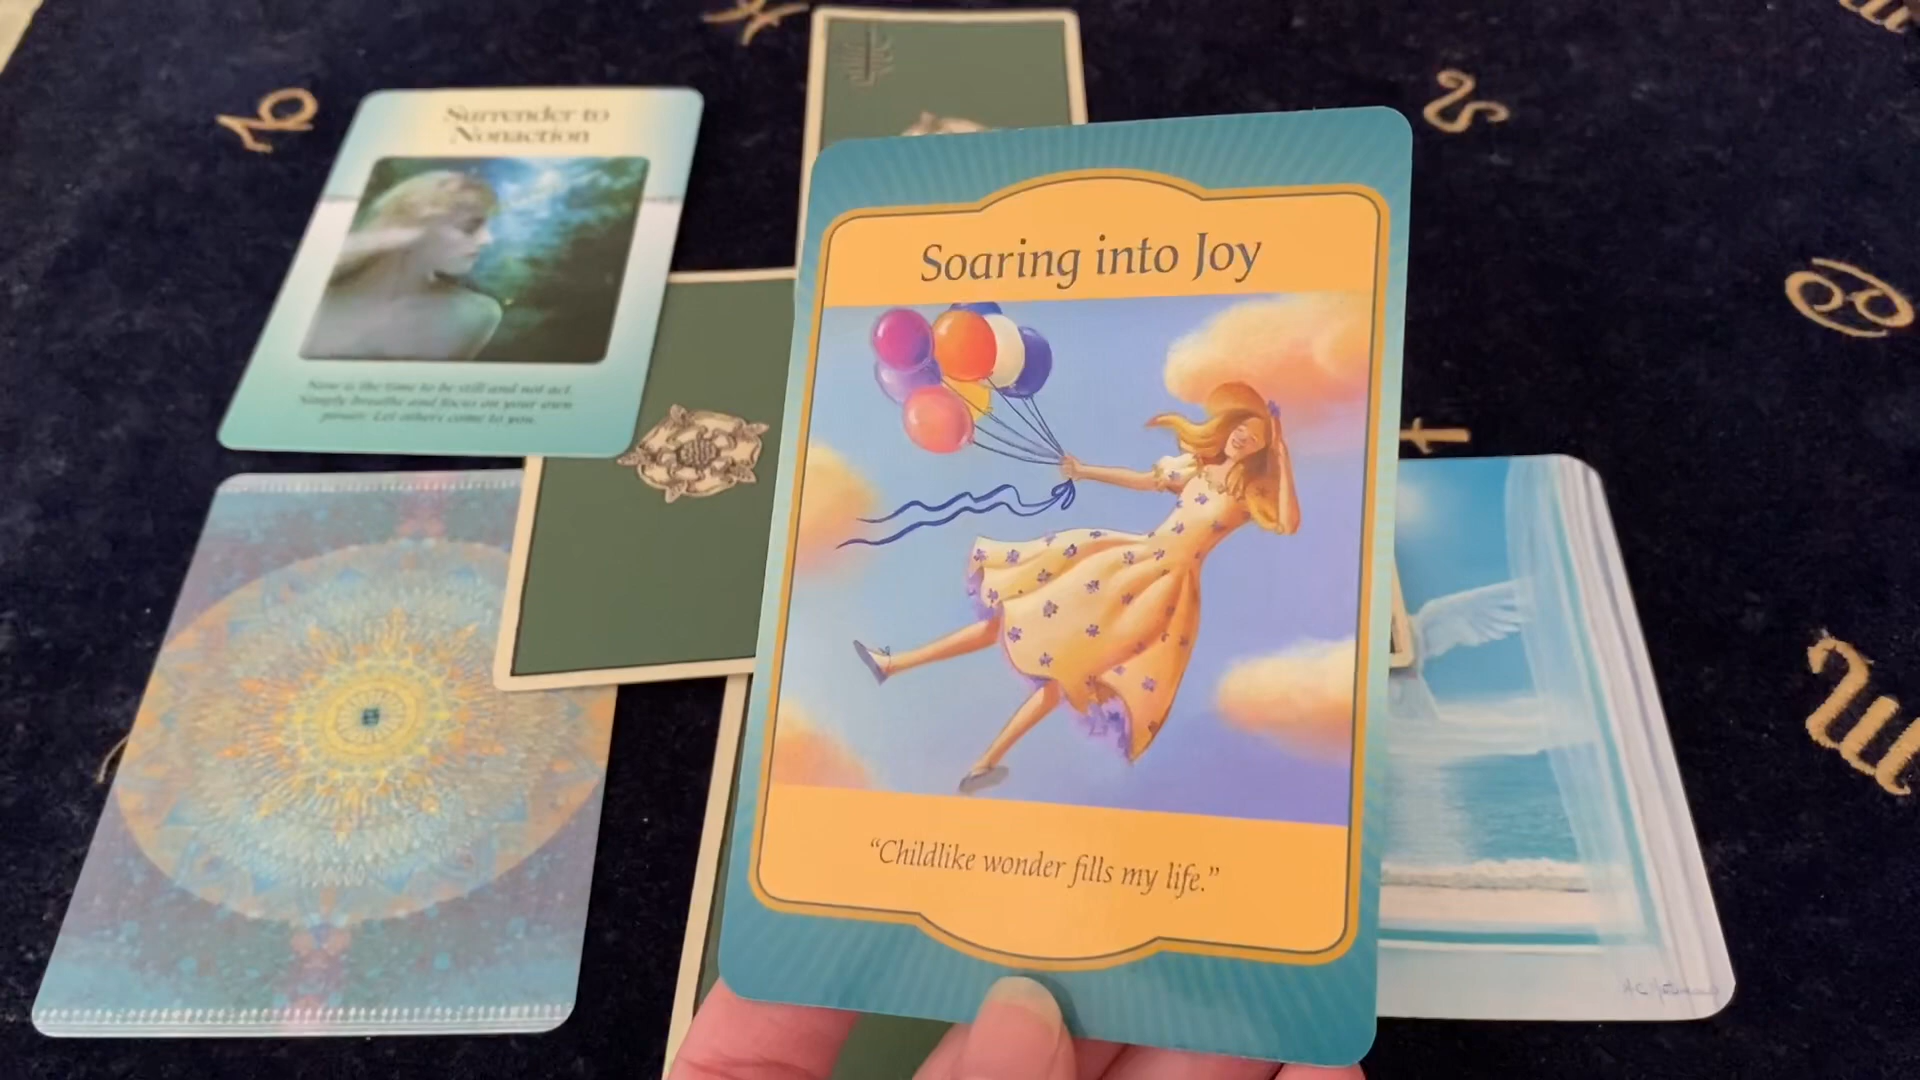 Surrender to
Nonaction
Now is the time to be still and not act.
Simply breathe and focus on your own
power. Let others come to you.
Soaring into Joy
“Childlike wonder fills my life.”